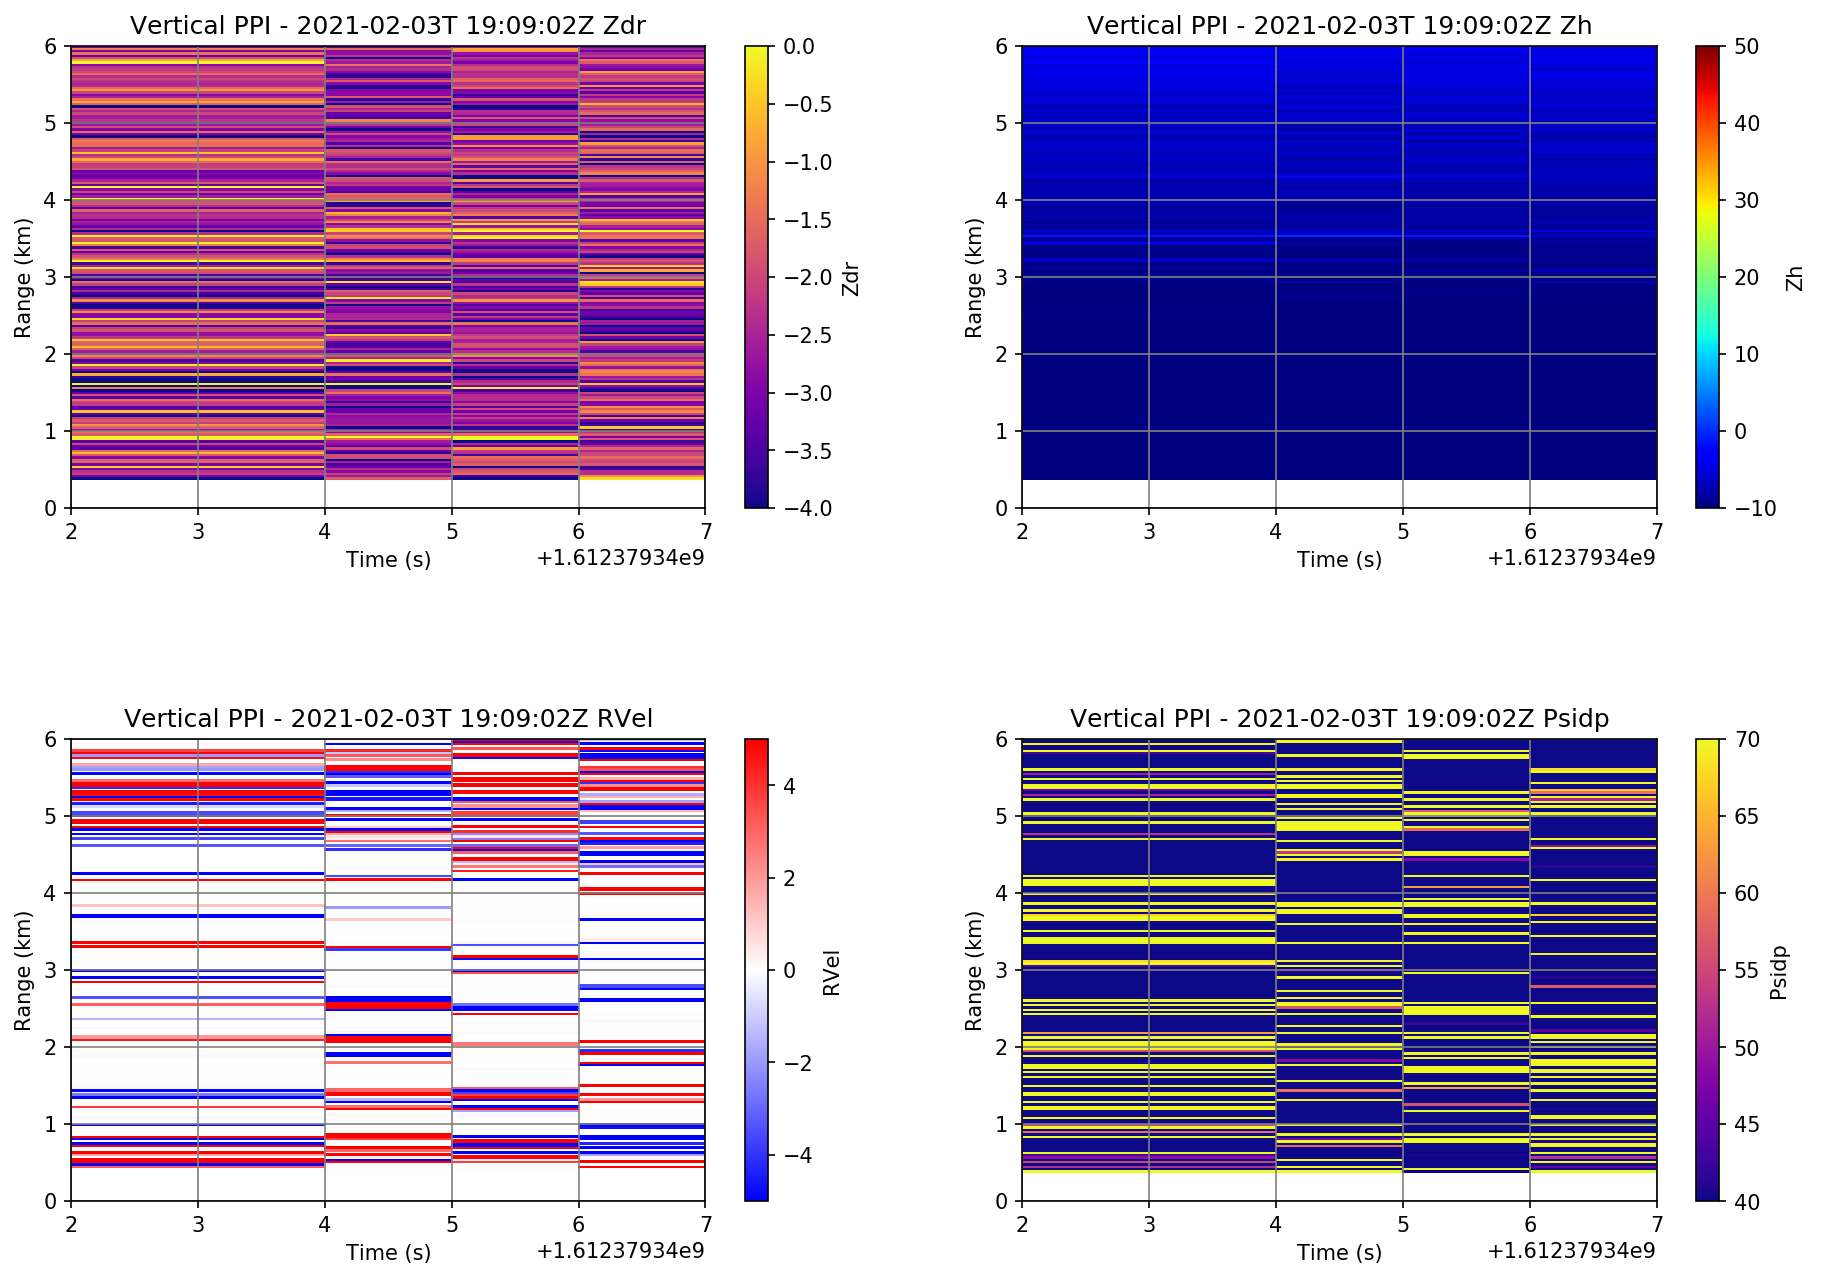 Vertical PPI - 2021-02-03T 19:09:02Z Zdr
6
5
4
3
2
1
0
Range (km)
2 3 4 5 6 7
Time (s)
+1.61237934e9
0.0
−0.5
−1.0
−1.5
−2.0
−2.5
−3.0
−3.5
−4.0
Zdr
Vertical PPI - 2021-02-03T 19:09:02Z Zh
6
5
4
3
2
1
0
Range (km)
2 3 4 5 6 7
Time (s)
+1.61237934e9
50
40
30
20
10
0
−10
Zh
Vertical PPI - 2021-02-03T 19:09:02Z RVel
6
5
4
3
2
1
0
Range (km)
2 3 4 5 6 7
Time (s)
+1.61237934e9
4
2
0
−2
−4
RVel
Vertical PPI - 2021-02-03T 19:09:02Z Psidp
6
5
4
3
2
1
0
Range (km)
2 3 4 5 6 7
Time (s)
+1.61237934e9
70
65
60
55
50
45
40
Psidp